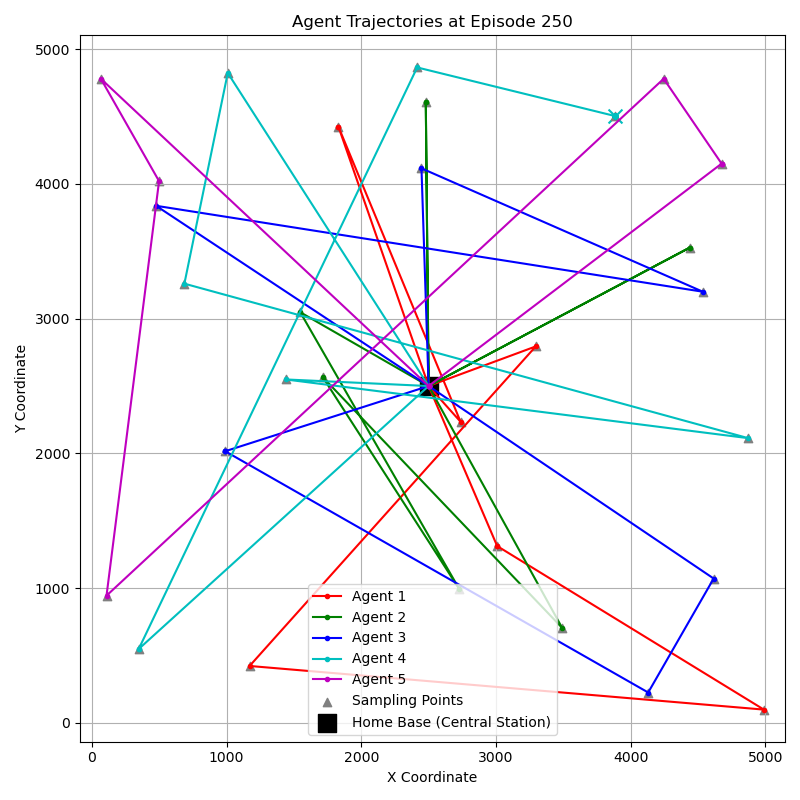 Agent Trajectories at Episode 250
Y Coordinate
5000
4000
3000
2000
1000
0
Agent 1
Agent 2
Agent 3
Agent 4
Agent 5
Sampling Points
Home Base (Central Station)
0 1000 2000 3000 4000 5000
X Coordinate